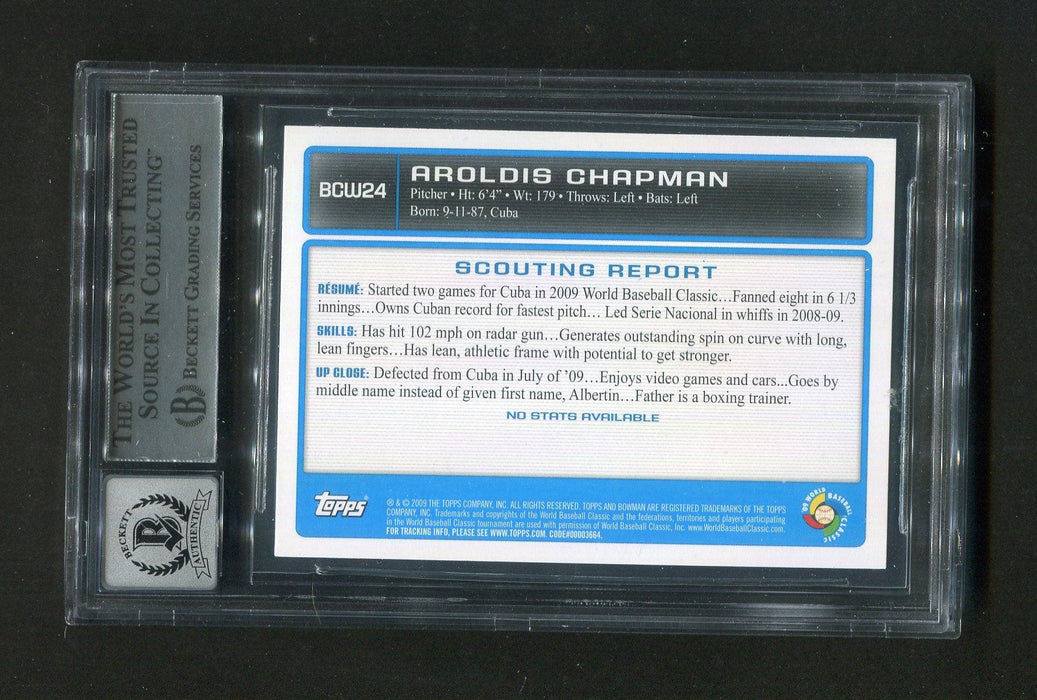 THE WORLD'S MOST TRUSTED
SOURCE IN COLLECTING™
B BECKETT GRADING SERVICES
BECKETT
B
AUTHENTIC
BCW24
AROLDIS CHAPMAN
Pitcher • Ht: 6'4" • Wt: 179 • Throws: Left • Bats: Left
Born: 9-11-87, Cuba
SCOUTING REPORT
RÉSUMÉ: Started two games for Cuba in 2009 World Baseball Classic...Fanned eight in 6 1/3
innings...Owns Cuban record for fastest pitch... Led Serie Nacional in whiffs in 2008-09.
SKILLS: Has hit 102 mph on radar gun...Generates outstanding spin on curve with long,
lean fingers...Has lean, athletic frame with potential to get stronger.
UP CLOSE: Defected from Cuba in July of '09...Enjoys video games and cars...Goes by
middle name instead of given first name, Albertin...Father is a boxing trainer.
NO STATS AVAILABLE
Topps®
® & © 2009 THE TOPPS COMPANY, INC. ALL RIGHTS RESERVED. TOPPS AND BOWMAN ARE REGISTERED TRADEMARKS OF THE TOPPS
COMPANY, INC. Trademarks and copyrights of the World Baseball Classic and the federations, territories and players participating
in the World Baseball Classic tournament are used with permission of World Baseball Classic, Inc. www.WorldBaseballClassic.com.
FOR TRACKING INFO, PLEASE SEE WWW.TOPPS.COM. CODE#00003664.
'09 WORLD BASEBALL CLASSIC